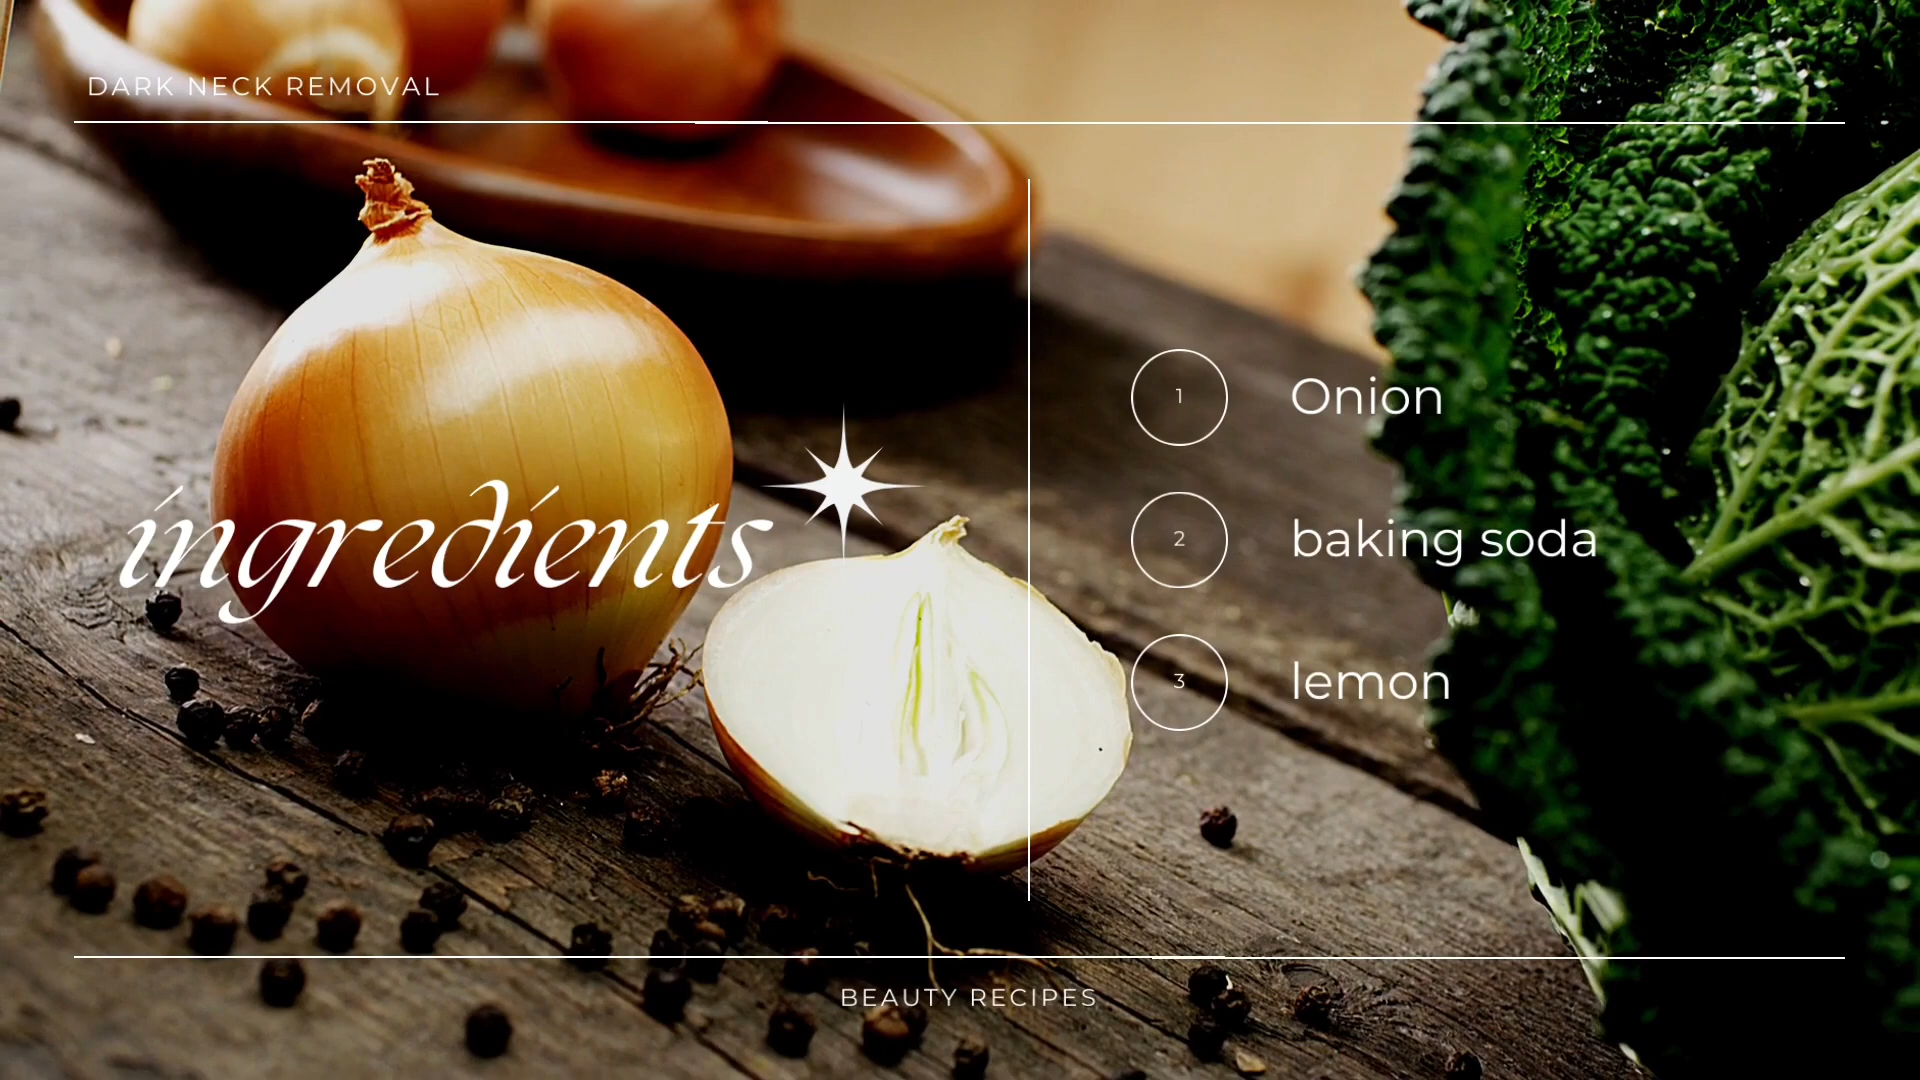 DARK NECK REMOVAL
ingredients
1 Onion
2 baking soda
3 lemon
BEAUTY RECIPES